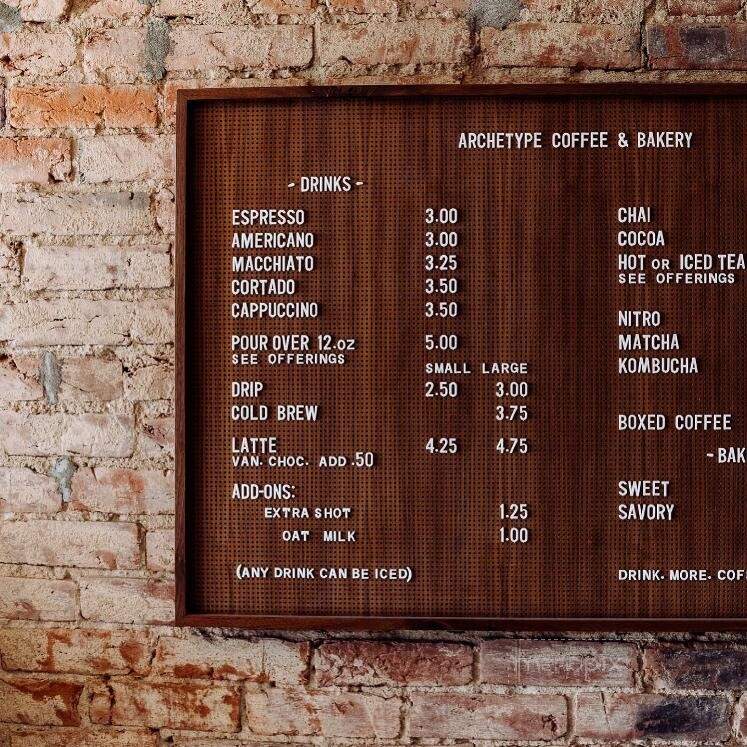 ARCHETYPE COFFEE & BAKERY
- DRINKS -
ESPRESSO 3.00
AMERICANO 3.00
MACCHIATO 3.25
CORTADO 3.50
CAPPUCCINO 3.50
POUR OVER 12.oz 5.00
SEE OFFERINGS
SMALL LARGE
DRIP 2.50 3.00
COLD BREW 3.75
LATTE 4.25 4.75
VAN. CHOC. ADD .50
ADD-ONS:
EXTRA SHOT 1.25
OAT MILK 1.00
(ANY DRINK CAN BE ICED)
CHAI
COCOA
HOT OR ICED TEA
SEE OFFERINGS
NITRO
MATCHA
KOMBUCHA
BOXED COFFEE
- BAK
SWEET
SAVORY
DRINK. MORE. COF